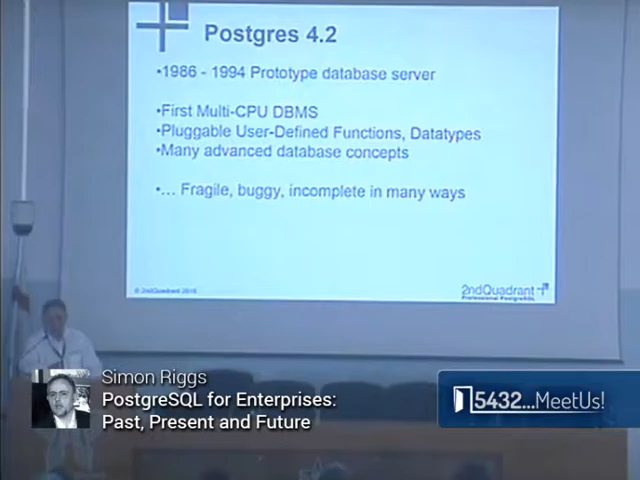 Postgres 4.2
•1986 - 1994 Prototype database server
•First Multi-CPU DBMS
•Pluggable User-Defined Functions, Datatypes
•Many advanced database concepts
•... Fragile, buggy, incomplete in many ways
© 2ndQuadrant
2ndQuadrant
Professional PostgreSQL
Simon Riggs
PostgreSQL for Enterprises:
Past, Present and Future
5432...MeetUs!